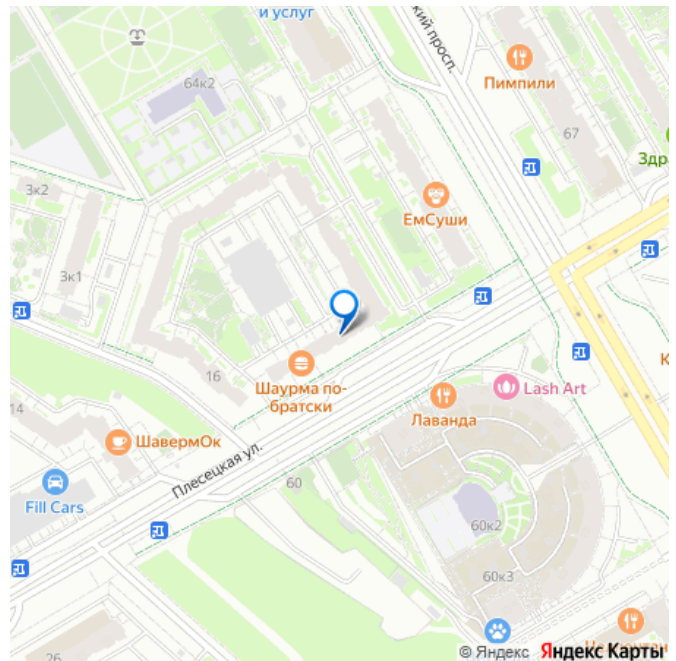 и услуг
кий просп.
Пимпили
64к2
67
Здра
3к2
ЕмСуши
3к1
16
Шаурма по-
братски
Lash Art
К
Лаванда
14
ШавермОк
Плесецкая ул.
Fill Cars
60
60к2
60к3
26
© Яндекс Яндекс Карты